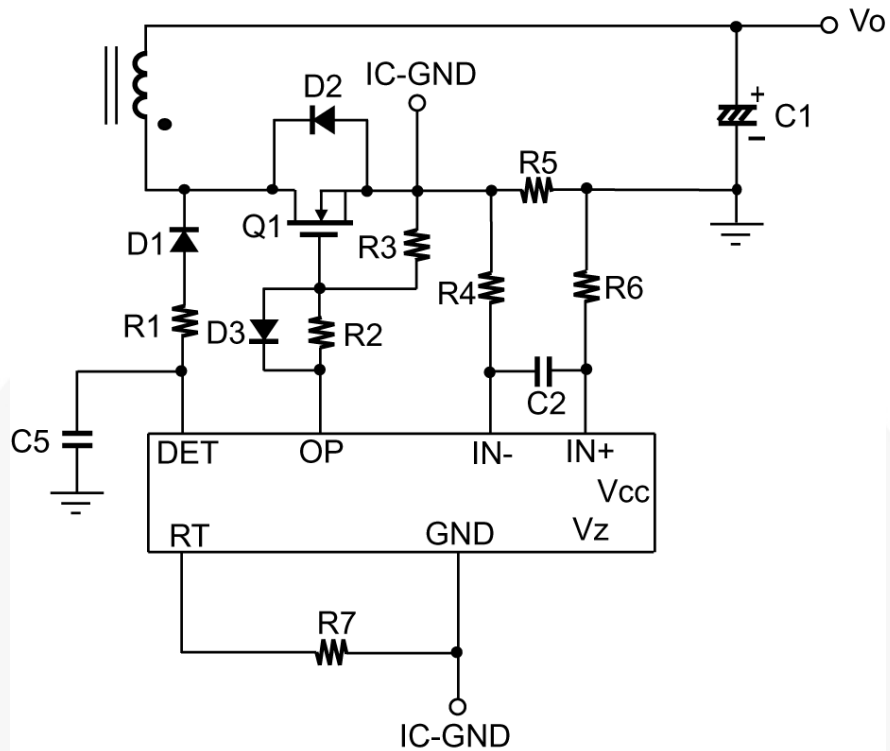 Vo
IC-GND
D2
+
C1
−
R5
Q1
D1
R3
R4
R6
R1
D3
R2
C2
C5
DET
OP
IN-
IN+
Vcc
RT
GND
Vz
R7
IC-GND